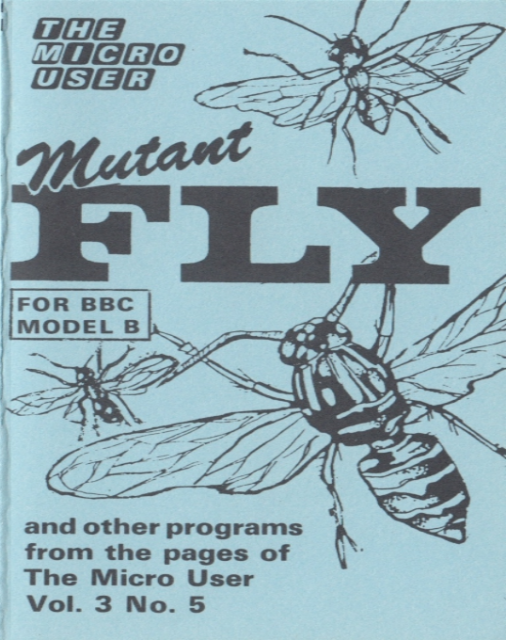 THE
MICRO
USER
Mutant
FLY
FOR BBC
MODEL B
and other programs
from the pages of
The Micro User
Vol. 3 No. 5